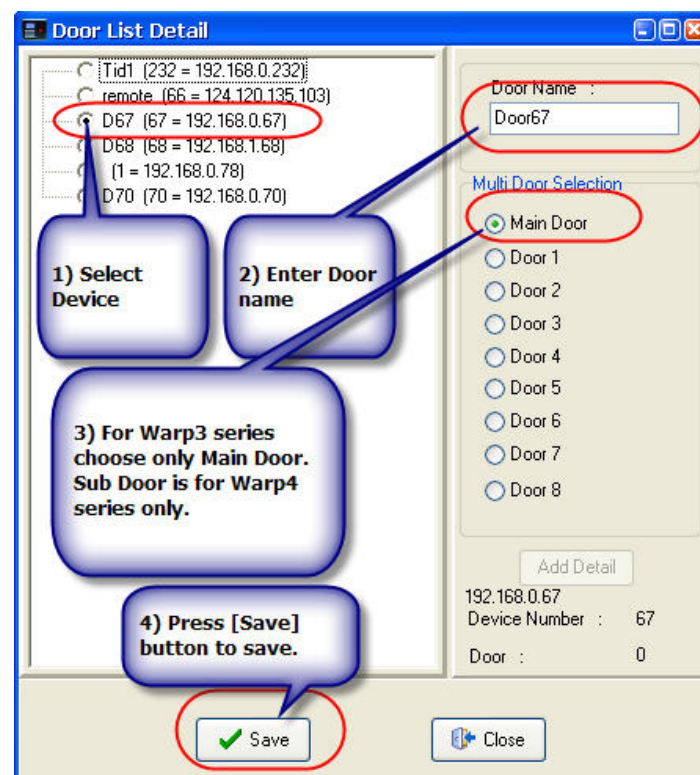 Door List Detail
Tid1 (232 = 192.168.0.232)
remote (66 = 124.120.135.103)
D67 (67 = 192.168.0.67)
D68 (68 = 192.168.1.68)
(1 = 192.168.0.78)
D70 (70 = 192.168.0.70)
1) Select
Device
2) Enter Door
name
3) For Warp3 series
choose only Main Door.
Sub Door is for Warp4
series only.
4) Press [Save]
button to save.
Door Name :
Door67
Multi Door Selection
Main Door
Door 1
Door 2
Door 3
Door 4
Door 5
Door 6
Door 7
Door 8
Add Detail
192.168.0.67
Device Number : 67
Door : 0
Save
Close